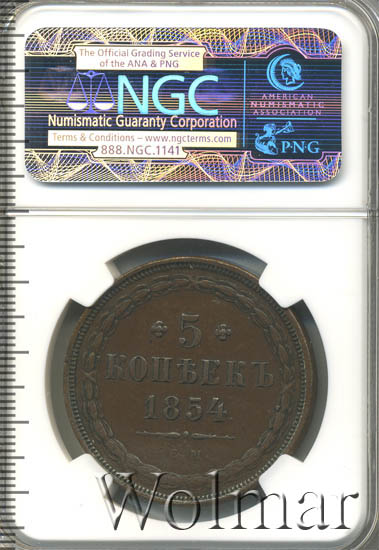 The Official Grading Service
of the ANA & PNG
NGC
Numismatic Guaranty Corporation
Terms & Conditions – www.ngcterms.com
888.NGC.1141
AMERICAN
NUMISMATIC
ASSOCIATION
PNG
5
КОПѢЕКЪ
1854
Wolmar